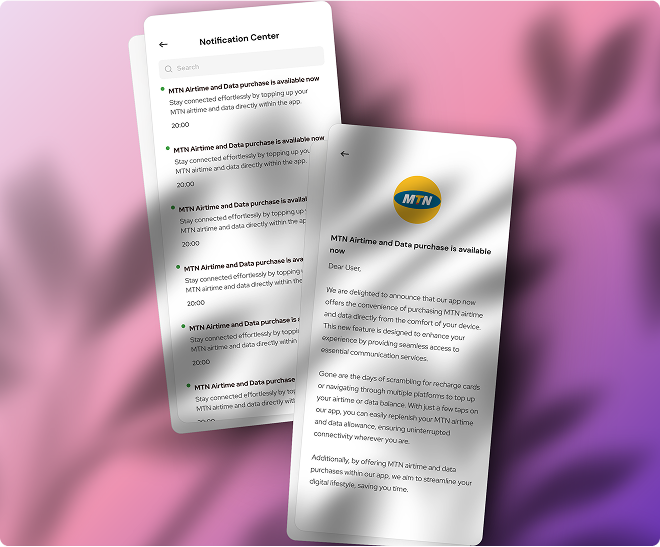 Notification Center
Search
MTN Airtime and Data purchase is available now
Stay connected effortlessly by topping up your
MTN airtime and data directly within the app.
20:00
MTN Airtime and Data purchase is available now
Stay connected effortlessly by topping up you
MTN airtime and data directly within the app.
20:00
MTN Airtime and Data purchase is availa
Stay connected effortlessly by topping up
MTN airtime and data directly within the ap
20:00
MTN Airtime and Data purchase is ava
Stay connected effortlessly by topping
MTN airtime and data directly within the
20:00
MTN Airtime and Data purchase is a
Stay connected effortlessly by toppi
MTN airtime and data directly within
20:00
MTN Airtime and Data purchase
Stay connected effortlessly by top
MTN airtime and data directly wit
20:00
MTN
MTN Airtime and Data purchase is available
now
Dear User,
We are delighted to announce that our app now
offers the convenience of purchasing MTN airtime
and data directly from the comfort of your device.
This new feature is designed to enhance your
experience by providing seamless access to
essential communication services.
Gone are the days of scrambling for recharge cards
or navigating through multiple platforms to top up
your airtime or data balance. With just a few taps on
our app, you can easily replenish your MTN airtime
and data allowance, ensuring uninterrupted
connectivity wherever you are.
Additionally, by offering MTN airtime and data
purchases within our app, we aim to streamline your
digital lifestyle, saving you time.